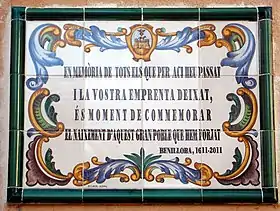 EN MEMÒRIA DE TOTS ELS QUE PER ACI HEU PASSAT
I LA VOSTRA EMPRENTA DEIXAT,
ÉS MOMENT DE COMMEMORAR
EL NAIXEMENT D'AQUEST GRAN POBLE QUE HEM FORJAT
BENILLOBA, 1611-2011